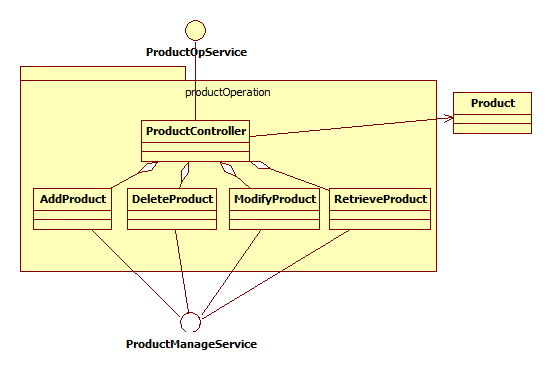 ProductOpService
productOperation
ProductController
Product
AddProduct
DeleteProduct
ModifyProduct
RetrieveProduct
ProductManageService